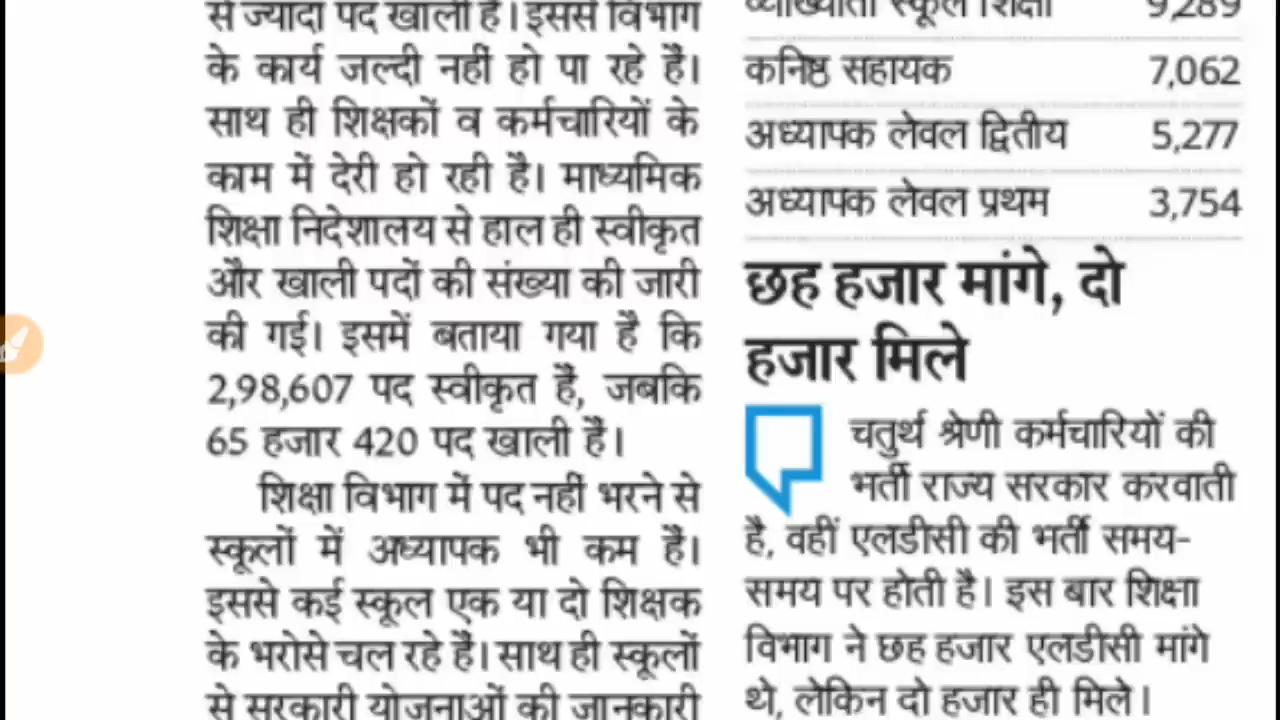 से ज्यादा पद खाली हैं। इससे विभाग
के कार्य जल्दी नहीं हो पा रहे हैं।
साथ ही शिक्षकों व कर्मचारियों के
काम में देरी हो रही है। माध्यमिक
शिक्षा निदेशालय से हाल ही स्वीकृत
और खाली पदों की संख्या की जारी
की गई। इसमें बताया गया है कि
2,98,607 पद स्वीकृत हैं, जबकि
65 हजार 420 पद खाली हैं।
शिक्षा विभाग में पद नहीं भरने से
स्कूलों में अध्यापक भी कम हैं।
इससे कई स्कूल एक या दो शिक्षक
के भरोसे चल रहे हैं। साथ ही स्कूलों
से सरकारी योजनाओं की जानकारी
व्याख्याता स्कूल शिक्षा 9,289
कनिष्ठ सहायक 7,062
अध्यापक लेवल द्वितीय 5,277
अध्यापक लेवल प्रथम 3,754
छह हजार मांगे, दो
हजार मिले
चतुर्थ श्रेणी कर्मचारियों की
भर्ती राज्य सरकार करवाती
है, वहीं एलडीसी की भर्ती समय-
समय पर होती है। इस बार शिक्षा
विभाग ने छह हजार एलडीसी मांगे
थे, लेकिन दो हजार ही मिले।